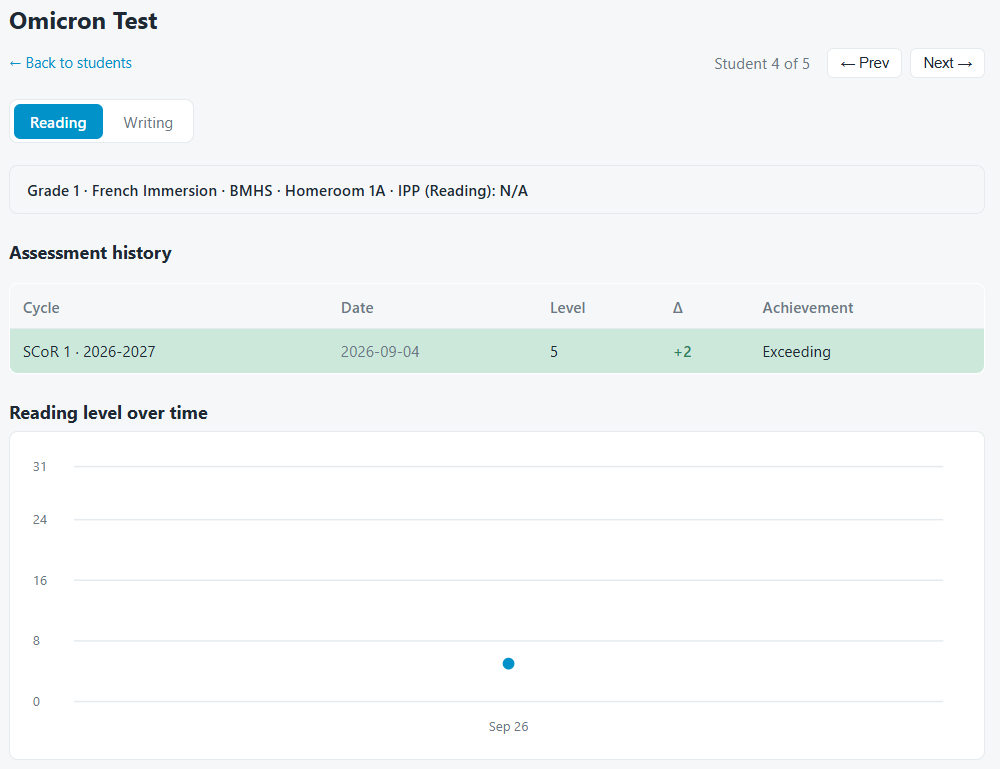 Omicron Test
← Back to students
Student 4 of 5
← Prev
Next →
Reading
Writing
Grade 1 · French Immersion · BMHS · Homeroom 1A · IPP (Reading): N/A
Assessment history
Cycle Date Level Δ Achievement
SCoR 1 · 2026-2027 2026-09-04 5 +2 Exceeding
Reading level over time
31
24
16
8
0
Sep 26